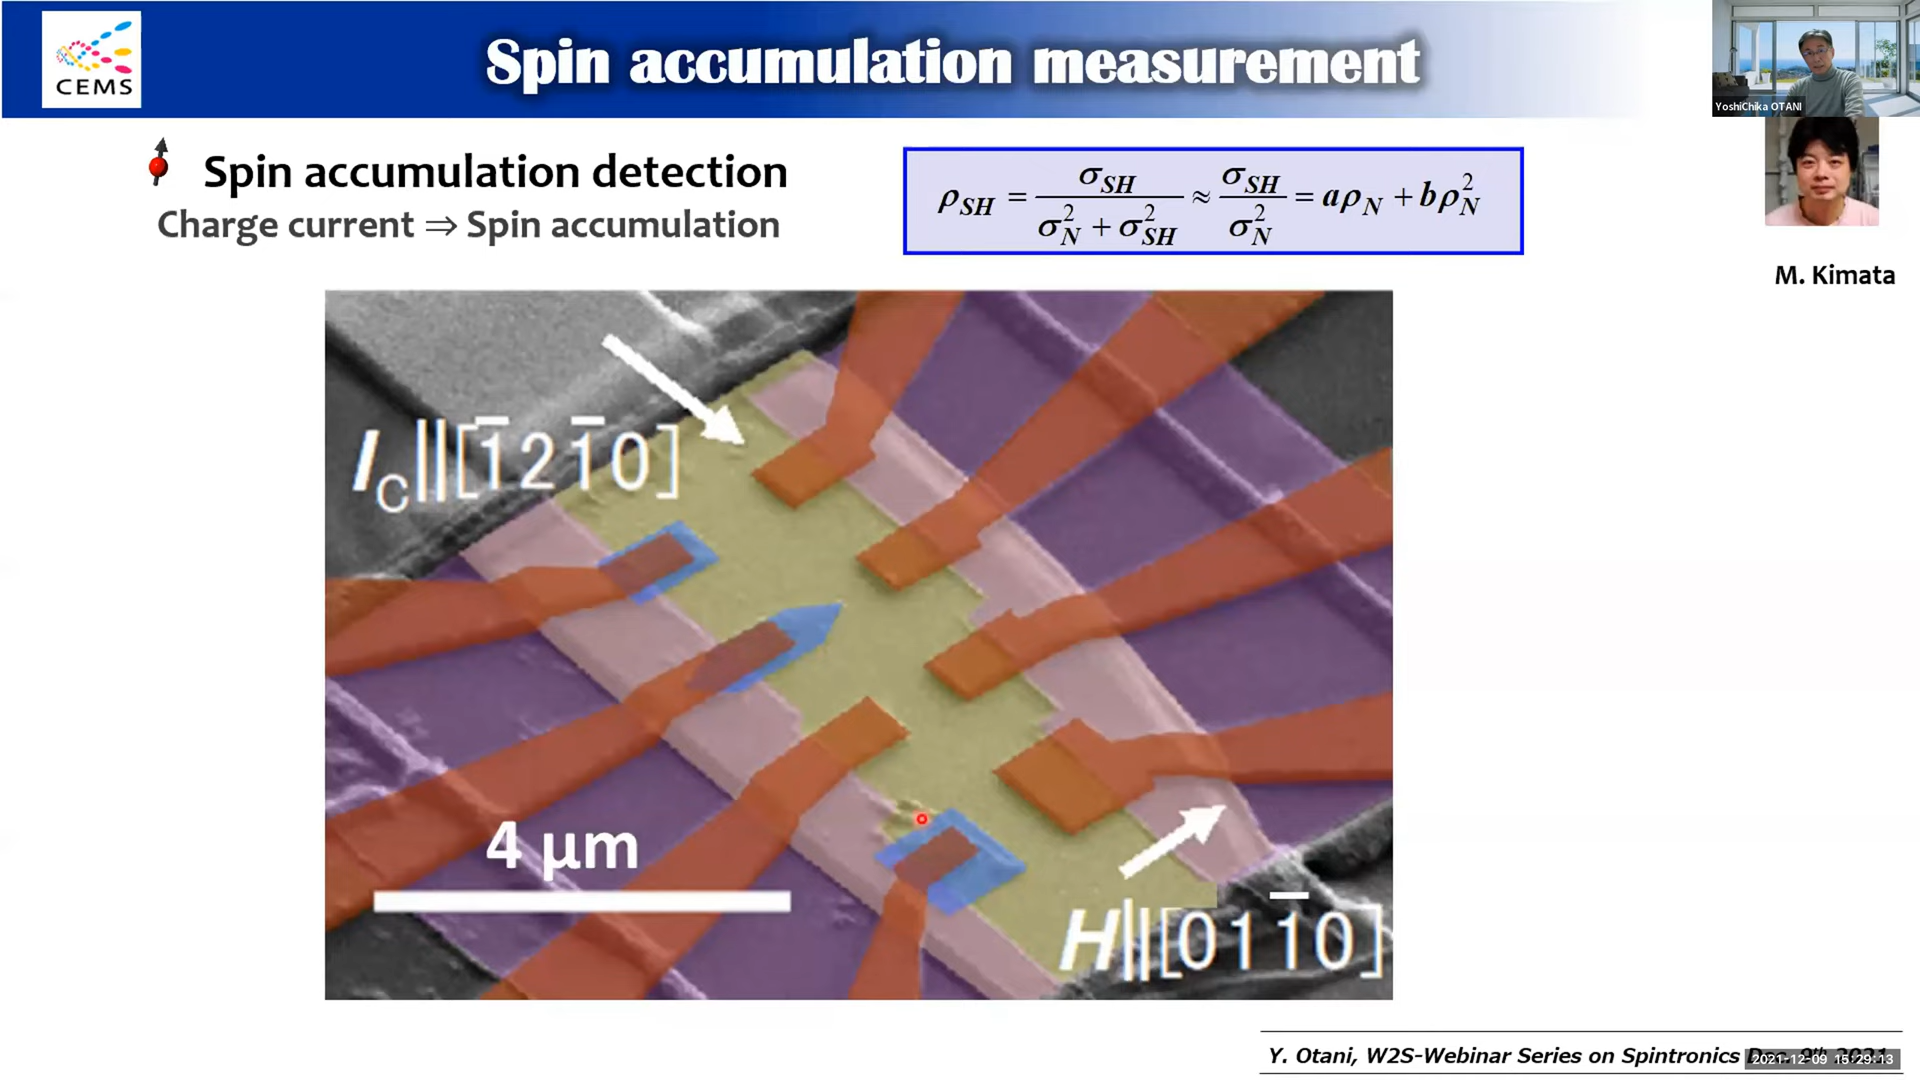 CEMS
Spin accumulation measurement
YoshiChika OTANI
Spin accumulation detection
Charge current ⇒ Spin accumulation
ρ_SH = σ_SH / (σ_N^2 + σ_SH^2) ≈ σ_SH / σ_N^2 = aρ_N + bρ_N^2
M. Kimata
I_C||[1̅21̅0]
4 μm
H||[011̅0]
Y. Otani, W2S-Webinar Series on Spintronics
2021-12-09 15:29:13